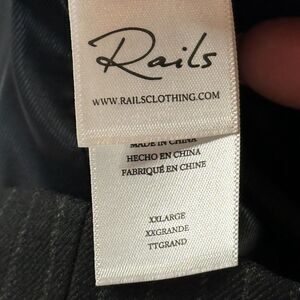 Rails
WWW.RAILSCLOTHING.COM
MADE IN CHINA
HECHO EN CHINA
FABRIQUÉ EN CHINE
XXLARGE
XXGRANDE
TTGRAND